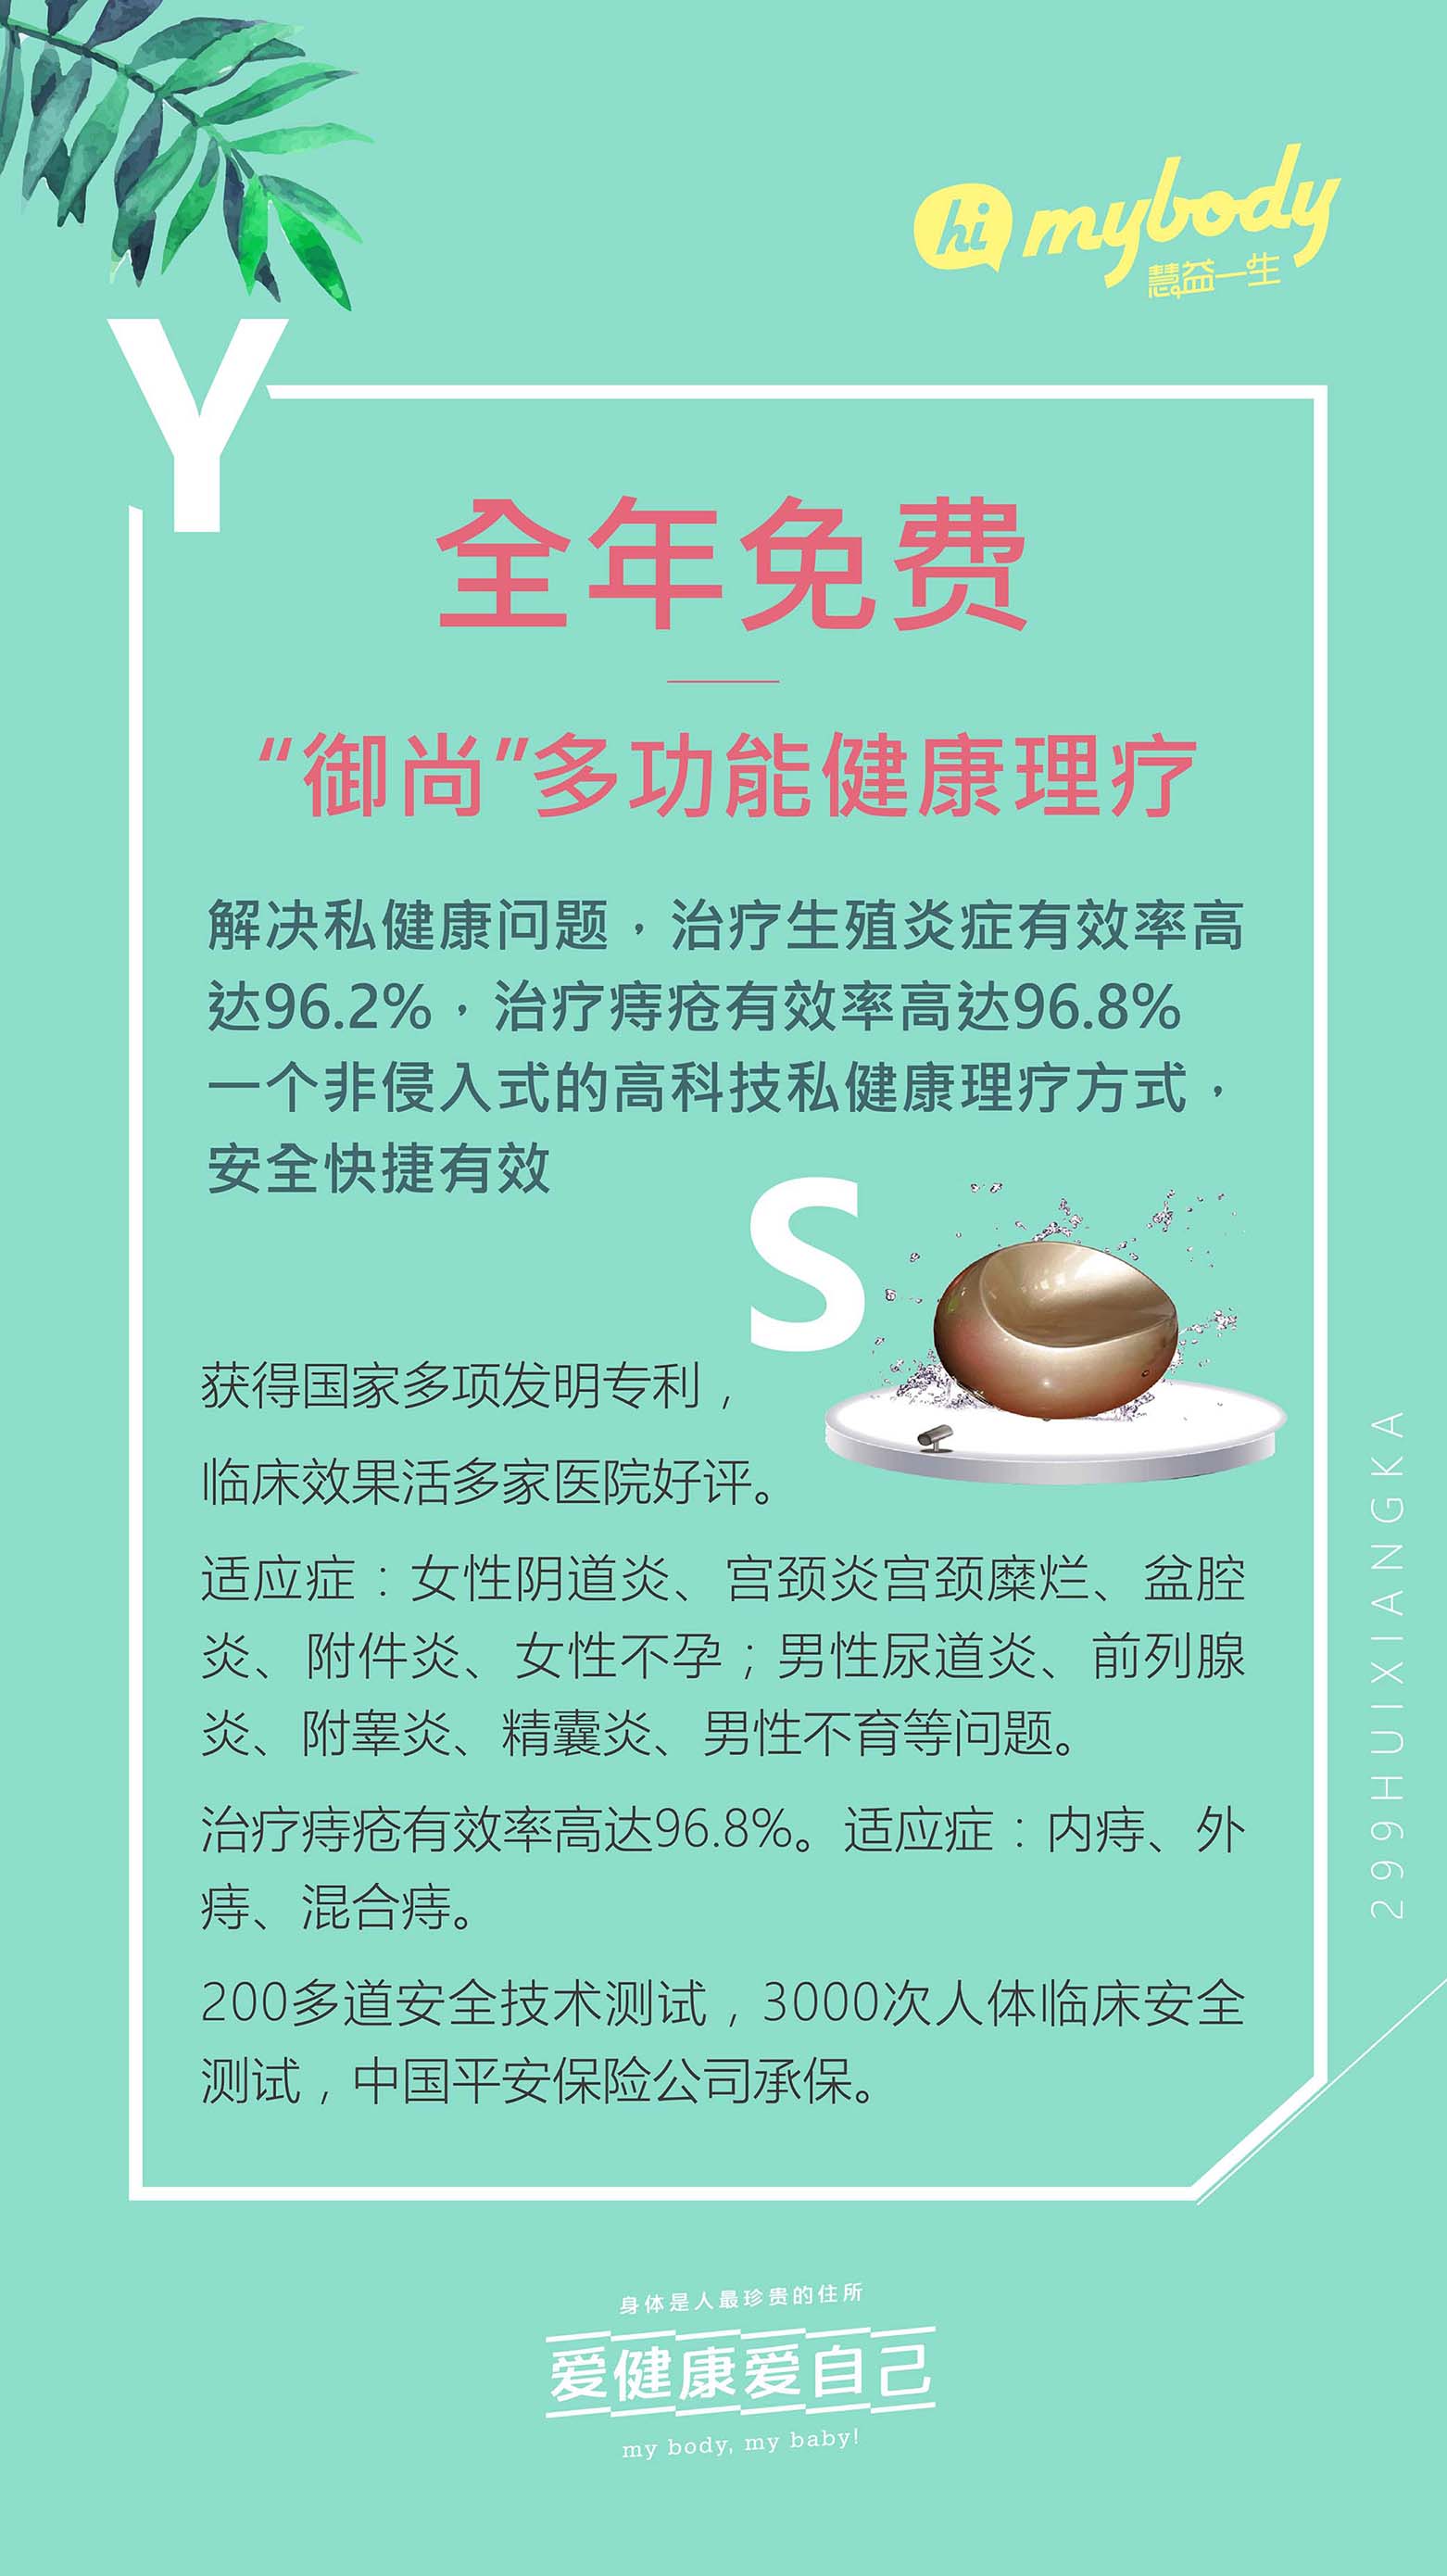 hi mybody
慧益一生
Y
全年免费
“御尚”多功能健康理疗
解决私健康问题，治疗生殖炎症有效率高
达96.2%，治疗痔疮有效率高达96.8%
一个非侵入式的高科技私健康理疗方式，
安全快捷有效
S
获得国家多项发明专利，
临床效果活多家医院好评。
适应症：女性阴道炎、宫颈炎宫颈糜烂、盆腔
炎、附件炎、女性不孕；男性尿道炎、前列腺
炎、附睾炎、精囊炎、男性不育等问题。
治疗痔疮有效率高达96.8%。适应症：内痔、外
痔、混合痔。
200多道安全技术测试，3000次人体临床安全
测试，中国平安保险公司承保。
299HUIXIANGKA
身体是人最珍贵的住所
爱健康爱自己
my body, my baby!